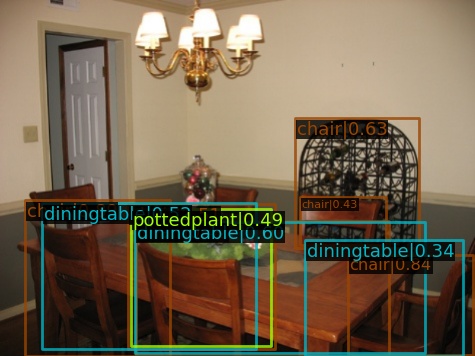 chair|0.63
chair|0.43
diningtable|0.52
pottedplant|0.49
diningtable|0.60
diningtable|0.34
chair|0.84